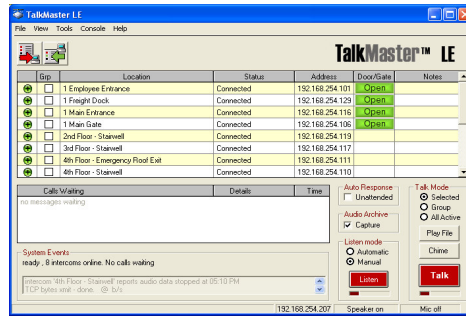 TalkMaster LE
File View Tools Console Help
TalkMaster™ LE
Grp Location Status Address Door/Gate Notes
1 Employee Entrance Connected 192.168.254.101 Open
1 Freight Dock Connected 192.168.254.129 Open
1 Main Entrance Connected 192.168.254.116 Open
1 Main Gate Connected 192.168.254.106 Open
2nd Floor - Stairwell Connected 192.168.254.119
3rd Floor - Stairwell Connected 192.168.254.117
4th Floor - Emergency Roof Exit Connected 192.168.254.111
4th Floor - Stairwell Connected 192.168.254.110
Calls Waiting Details Time
no messages waiting
Auto Response
Unattended
Audio Archive
Capture
Listen mode
Automatic
Manual
Listen
Talk Mode
Selected
Group
All Active
Play File
Chime
Talk
System Events
ready , 8 intercoms online. No calls waiting
intercom '4th Floor - Stairwell' reports audio data stopped at 05:10 PM
TCP bytes xmit - done @ b/s
192.168.254.207 Speaker on Mic off